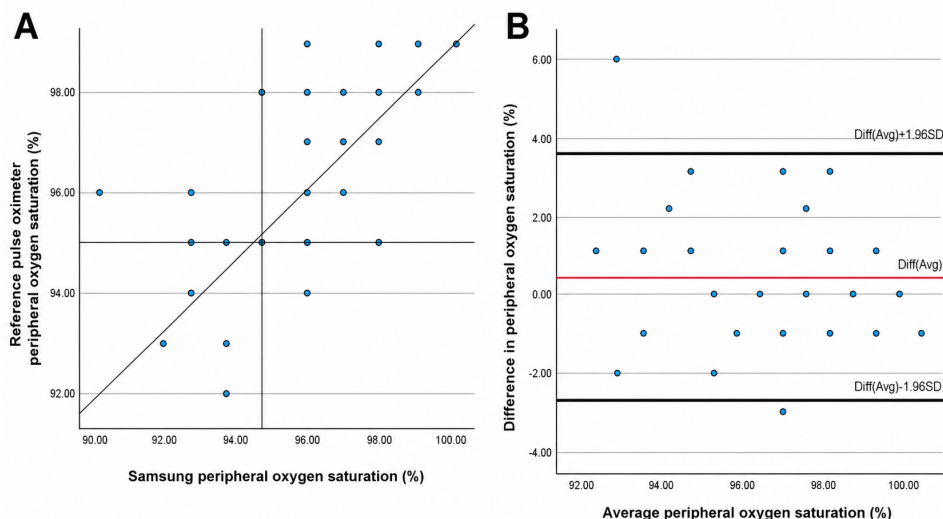 A
Reference pulse oximeter
peripheral oxygen saturation (%)
98.00
96.00
94.00
92.00
90.00 92.00 94.00 96.00 98.00 100.00
Samsung peripheral oxygen saturation (%)
B
Difference in peripheral oxygen saturation (%)
6.00
4.00
2.00
0.00
-2.00
-4.00
Diff(Avg)+1.96SD
Diff(Avg)
Diff(Avg)-1.96SD
92.00 94.00 96.00 98.00 100.00
Average peripheral oxygen saturation (%)